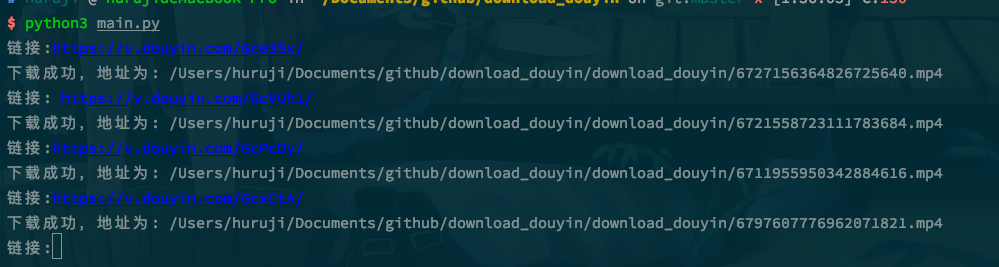 $ python3 main.py
链接:https://v.douyin.com/Gce3Sx/
下载成功, 地址为: /Users/huruji/Documents/github/download_douyin/download_douyin/6727156364826725640.mp4
链接: https://v.douyin.com/GcVUh1/
下载成功, 地址为: /Users/huruji/Documents/github/download_douyin/download_douyin/6721558723111783684.mp4
链接:https://v.douyin.com/GcPcDy/
下载成功, 地址为: /Users/huruji/Documents/github/download_douyin/download_douyin/6711955950342884616.mp4
链接:https://v.douyin.com/GcxCtA/
下载成功, 地址为: /Users/huruji/Documents/github/download_douyin/download_douyin/6797607776962071821.mp4
链接: